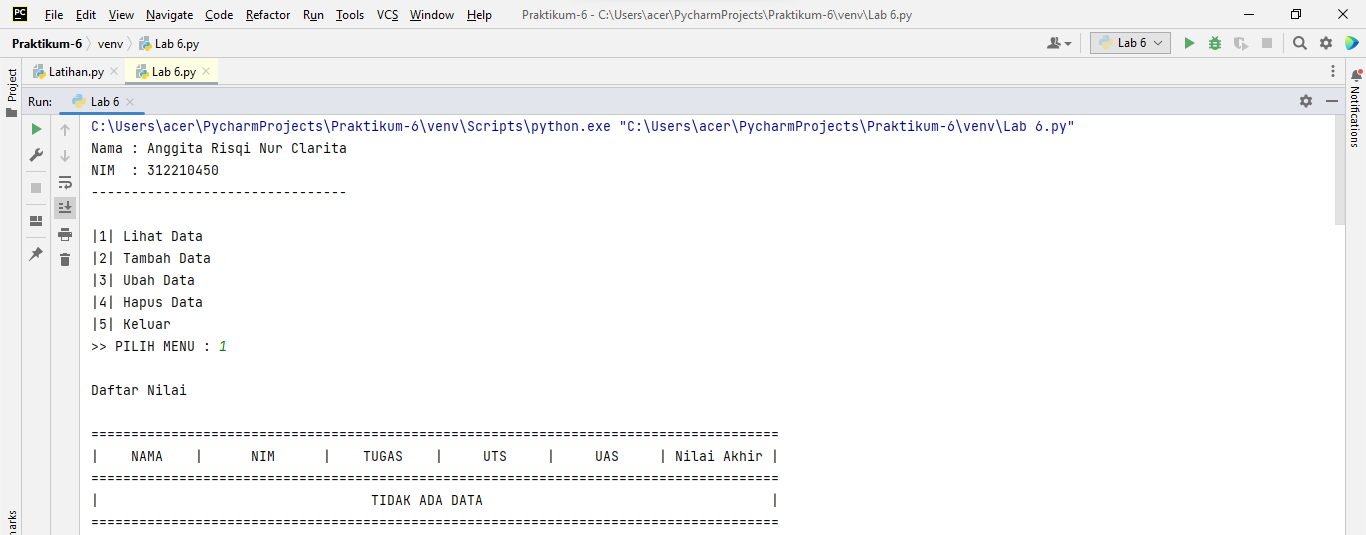 PC File Edit View Navigate Code Refactor Run Tools VCS Window Help Praktikum-6 - C:\Users\acer\PycharmProjects\Praktikum-6\venv\Lab 6.py
Praktikum-6 venv Lab 6.py Lab 6
Project
Latihan.py Lab 6.py
Notifications
Run: Lab 6
C:\Users\acer\PycharmProjects\Praktikum-6\venv\Scripts\python.exe "C:\Users\acer\PycharmProjects\Praktikum-6\venv\Lab 6.py"
Nama : Anggita Risqi Nur Clarita
NIM  : 312210450
--------------------------------
|1| Lihat Data
|2| Tambah Data
|3| Ubah Data
|4| Hapus Data
|5| Keluar
>> PILIH MENU : 1
Daftar Nilai
======================================================================================
|    NAMA    |      NIM      |    TUGAS    |     UTS     |     UAS     | Nilai Akhir |
======================================================================================
|                                  TIDAK ADA DATA                                    |
======================================================================================